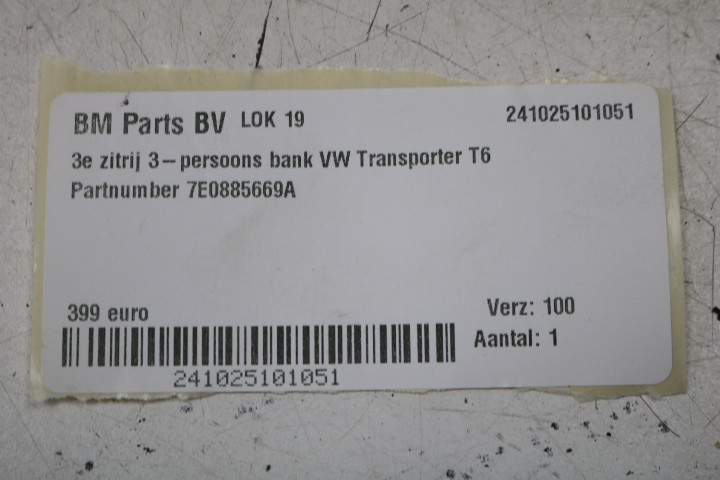 BM Parts BV LOK 19 241025101051
3e zitrij 3-persoons bank VW Transporter T6
Partnumber 7E0885669A
399 euro Verz: 100
Aantal: 1
241025101051